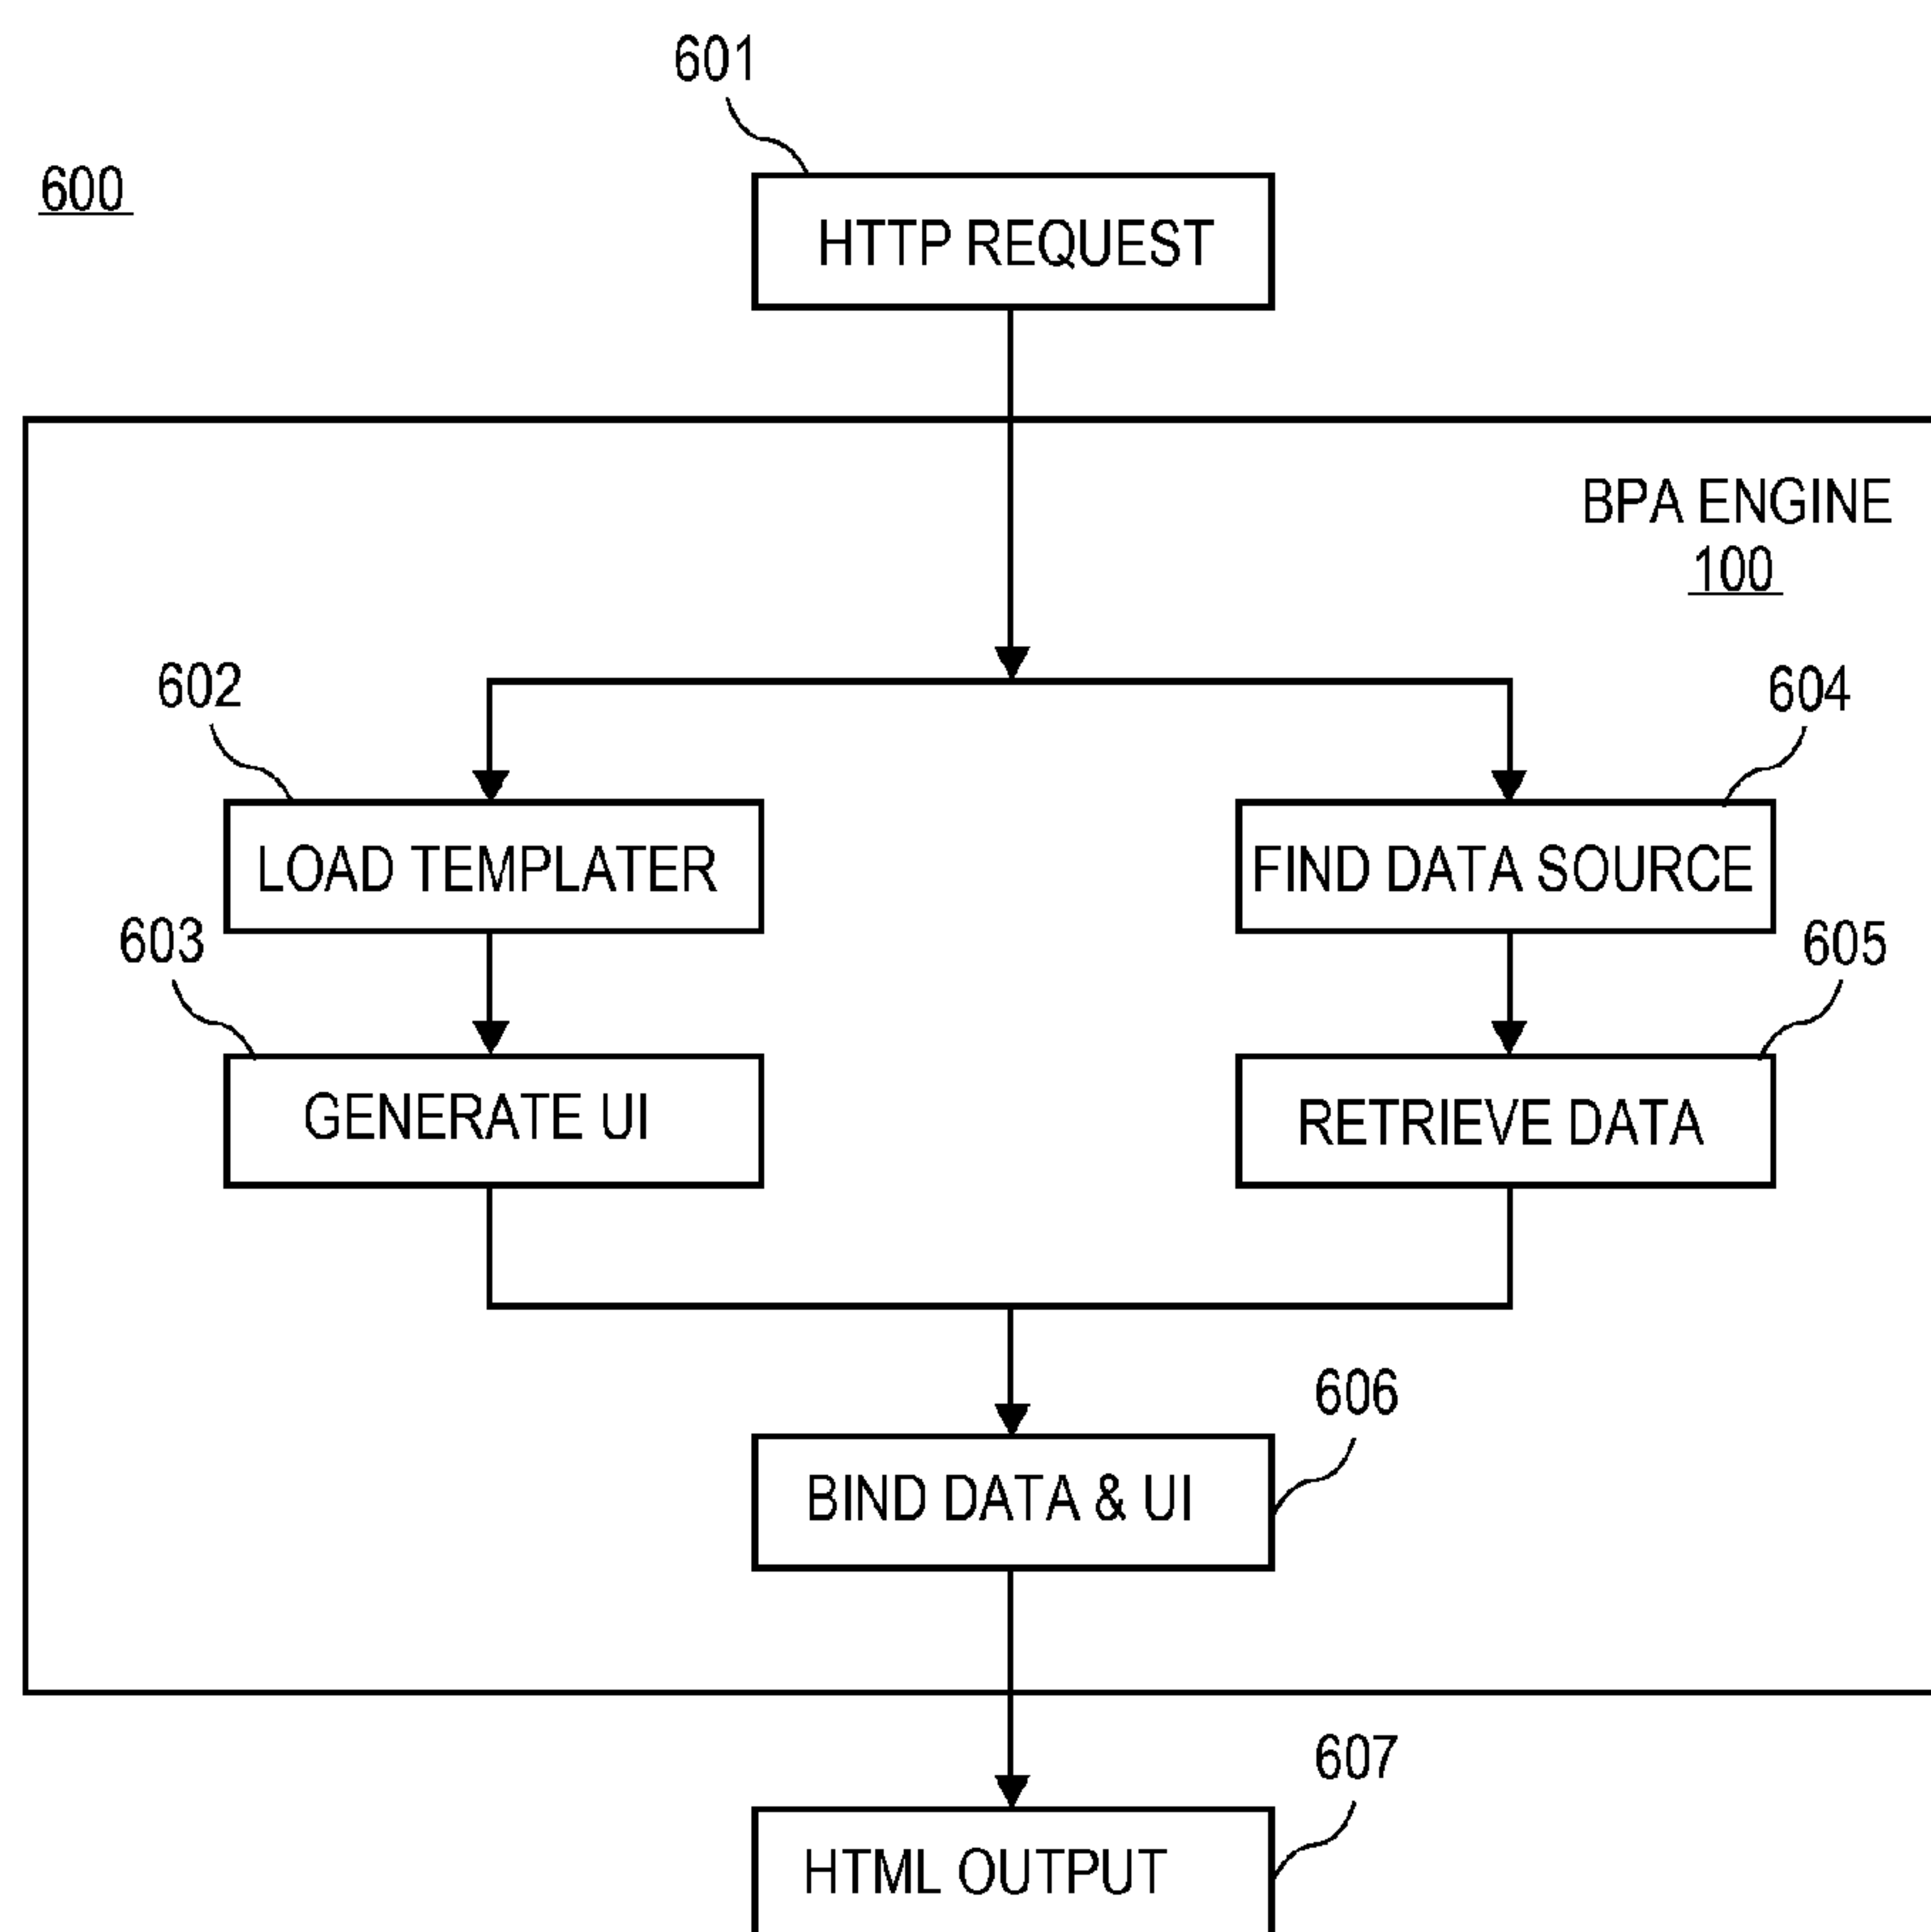 601
600
HTTP REQUEST
BPA ENGINE
100
602
604
LOAD TEMPLATER
FIND DATA SOURCE
603
605
GENERATE UI
RETRIEVE DATA
606
BIND DATA & UI
607
HTML OUTPUT